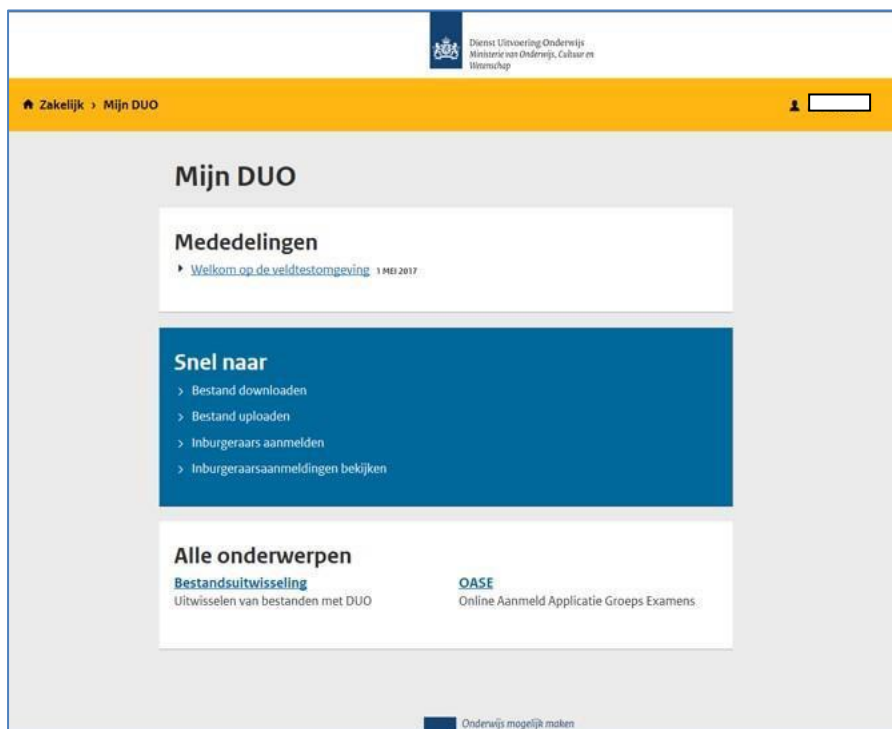 Dienst Uitvoering Onderwijs
Ministerie van Onderwijs, Cultuur en
Wetenschap
Zakelijk › Mijn DUO
Mijn DUO
Mededelingen
Welkom op de veldtestomgeving 1 MEI 2017
Snel naar
› Bestand downloaden
› Bestand uploaden
› Inburgeraars aanmelden
› Inburgeraarsaanmeldingen bekijken
Alle onderwerpen
Bestandsuitwisseling OASE
Uitwisselen van bestanden met DUO Online Aanmeld Applicatie Groeps Examens
Onderwijs mogelijk maken